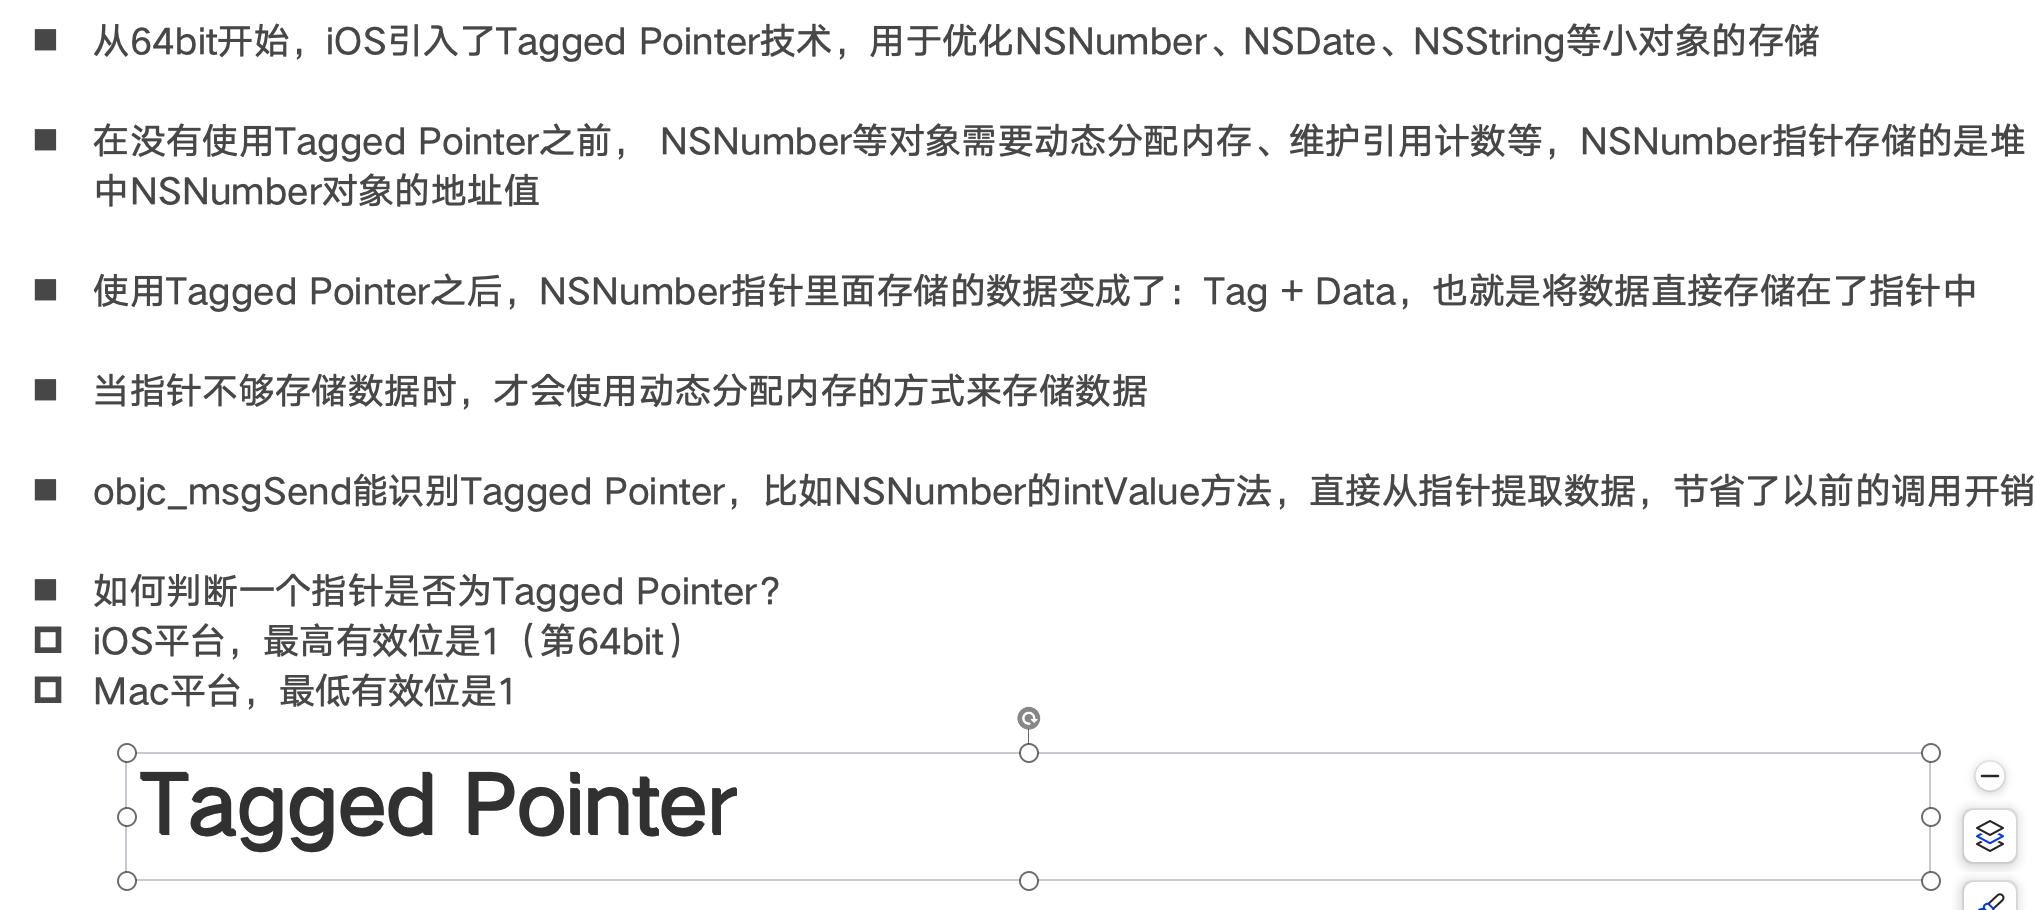 ■ 从64bit开始，iOS引入了Tagged Pointer技术，用于优化NSNumber、NSDate、NSString等小对象的存储
■ 在没有使用Tagged Pointer之前， NSNumber等对象需要动态分配内存、维护引用计数等，NSNumber指针存储的是堆
中NSNumber对象的地址值
■ 使用Tagged Pointer之后，NSNumber指针里面存储的数据变成了：Tag + Data，也就是将数据直接存储在了指针中
■ 当指针不够存储数据时，才会使用动态分配内存的方式来存储数据
■ objc_msgSend能识别Tagged Pointer，比如NSNumber的intValue方法，直接从指针提取数据，节省了以前的调用开销
■ 如何判断一个指针是否为Tagged Pointer？
iOS平台，最高有效位是1（第64bit）
Mac平台，最低有效位是1
Tagged Pointer